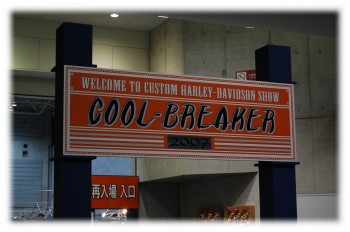 WELCOME TO CUSTOM HARLEY-DAVIDSON SHOW
COOL-BREAKER
2007
再入場 入口